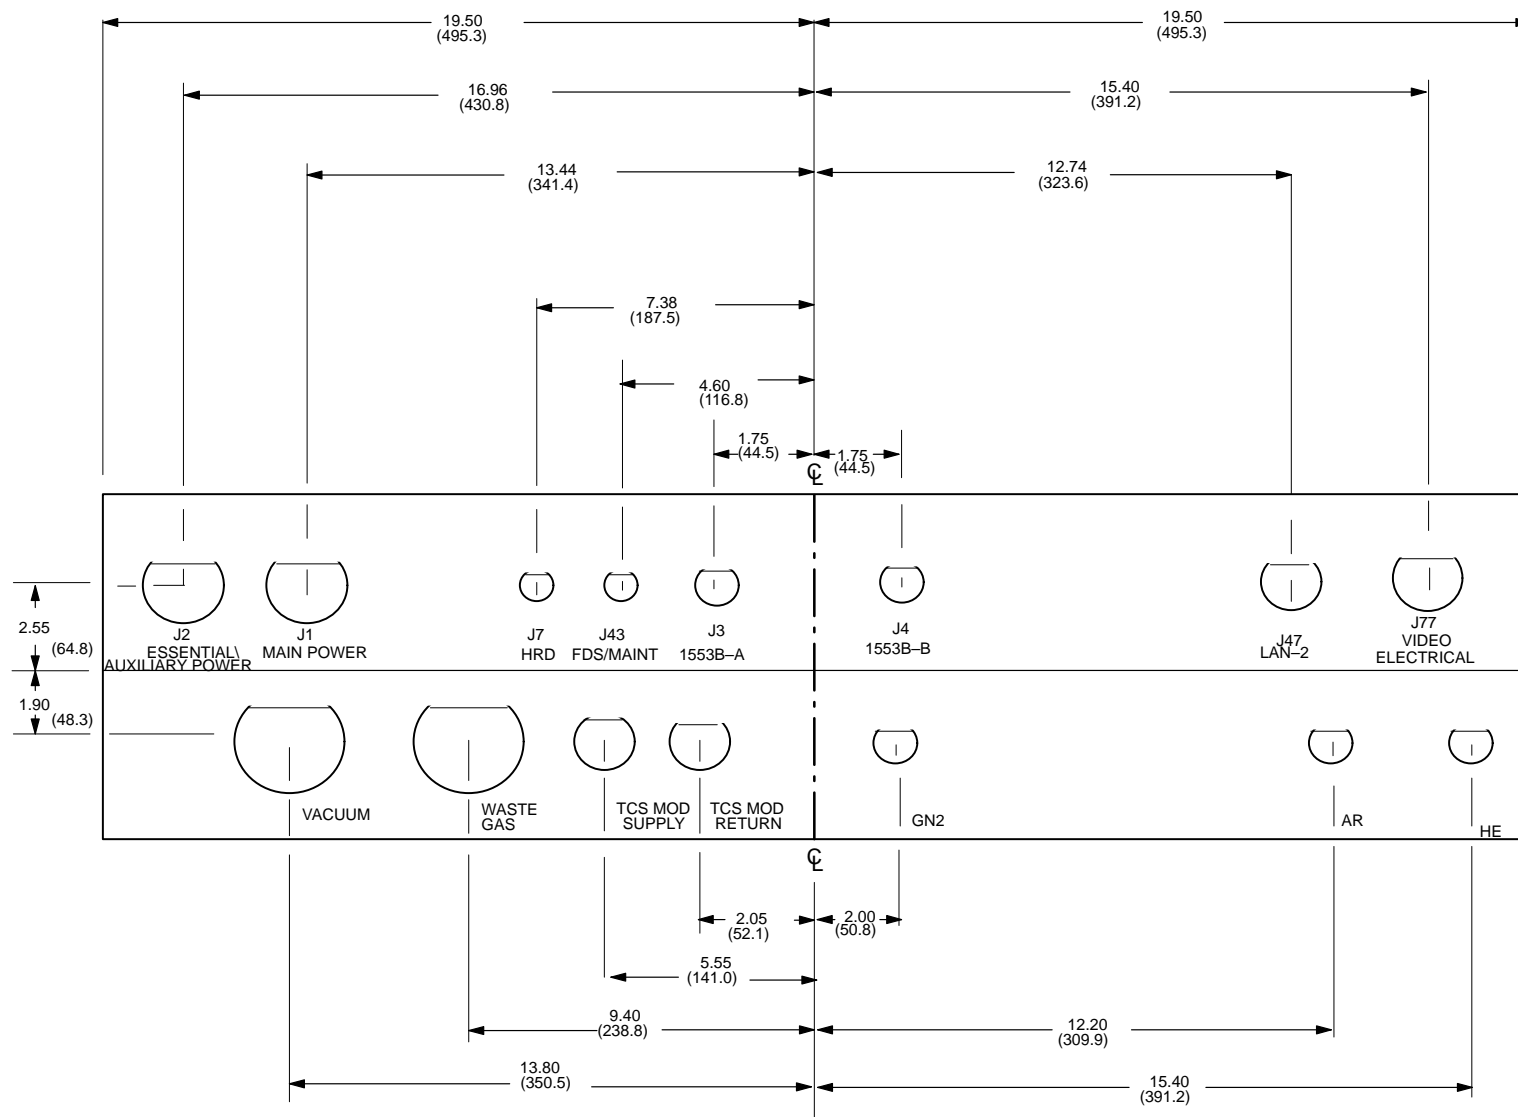 19.50
(495.3)
19.50
(495.3)
16.96
(430.8)
15.40
(391.2)
13.44
(341.4)
12.74
(323.6)
7.38
(187.5)
4.60
(116.8)
1.75
(44.5)
1.75
(44.5)
℄
2.55
(64.8)
J2
ESSENTIAL\
AUXILIARY POWER
J1
MAIN POWER
J7
HRD
J43
FDS/MAINT
J3
1553B–A
J4
1553B–B
J47
LAN–2
J77
VIDEO
ELECTRICAL
1.90
(48.3)
VACUUM
WASTE
GAS
TCS MOD
SUPPLY
TCS MOD
RETURN
GN2
AR
HE
℄
2.05
(52.1)
2.00
(50.8)
5.55
(141.0)
9.40
(238.8)
12.20
(309.9)
13.80
(350.5)
15.40
(391.2)